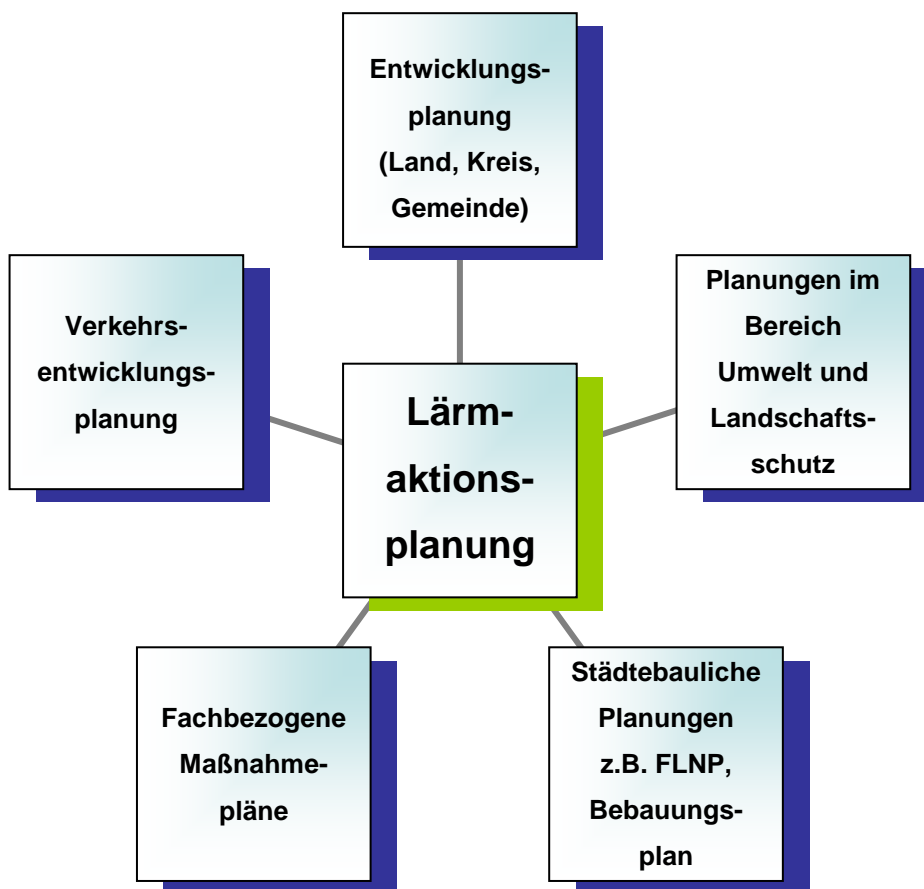 Entwicklungs-
planung
(Land, Kreis,
Gemeinde)
Verkehrs-
entwicklungs-
planung
Planungen im
Bereich
Umwelt und
Landschafts-
schutz
Lärm-
aktions-
planung
Fachbezogene
Maßnahme-
pläne
Städtebauliche
Planungen
z.B. FLNP,
Bebauungs-
plan